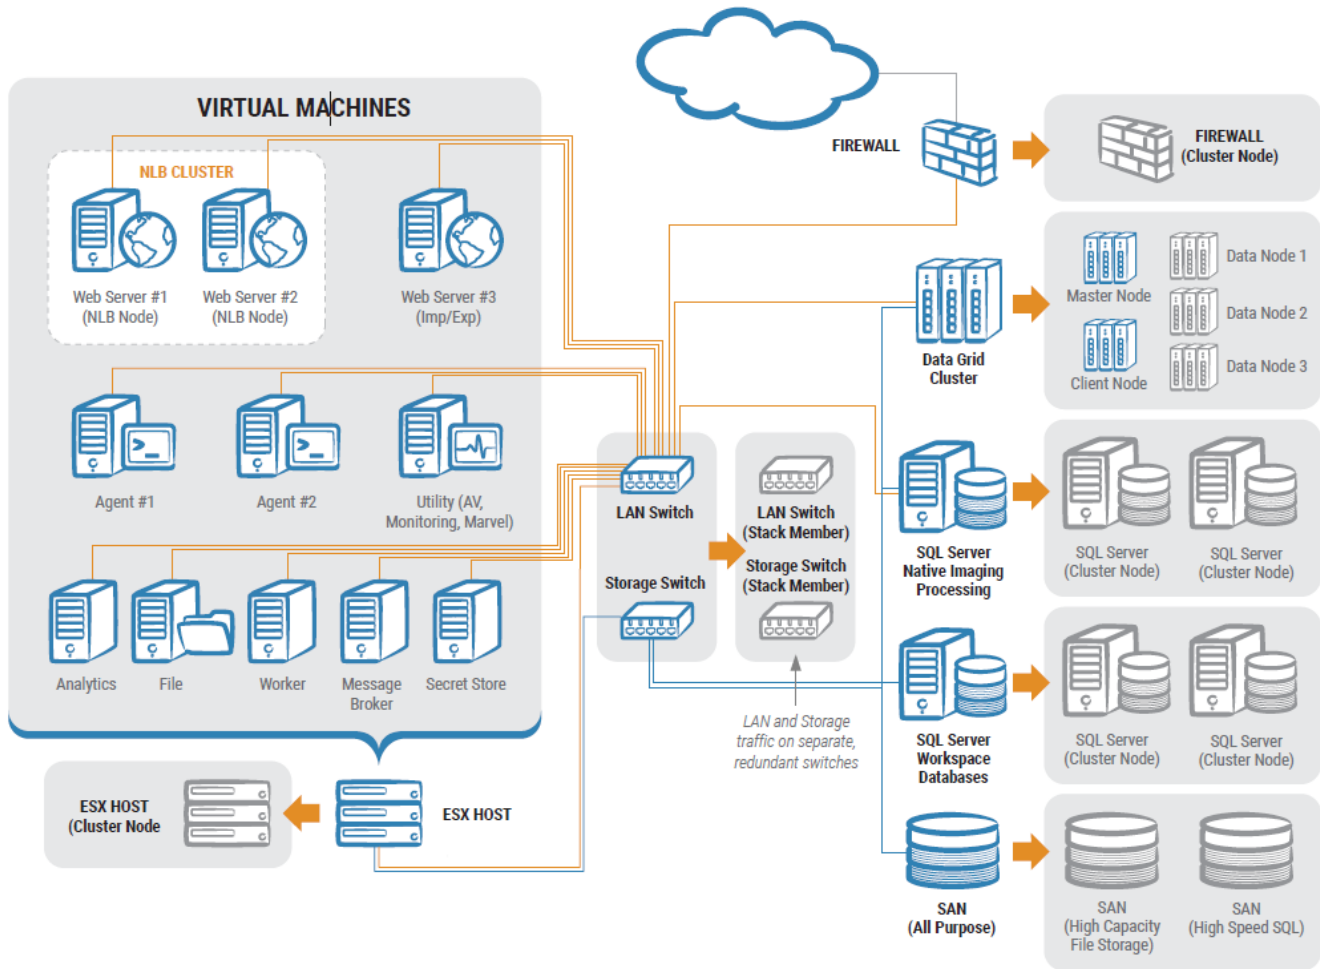 VIRTUAL MACHINES
NLB CLUSTER
Web Server #1
(NLB Node)
Web Server #2
(NLB Node)
Web Server #3
(Imp/Exp)
Agent #1
Agent #2
Utility (AV,
Monitoring, Marvel)
Analytics
File
Worker
Message
Broker
Secret Store
ESX HOST
(Cluster Node
ESX HOST
LAN Switch
Storage Switch
LAN Switch
(Stack Member)
Storage Switch
(Stack Member)
LAN and Storage
traffic on separate,
redundant switches
FIREWALL
FIREWALL
(Cluster Node)
Data Grid
Cluster
Master Node
Client Node
Data Node 1
Data Node 2
Data Node 3
SQL Server
Native Imaging
Processing
SQL Server
(Cluster Node)
SQL Server
(Cluster Node)
SQL Server
Workspace
Databases
SQL Server
(Cluster Node)
SQL Server
(Cluster Node)
SAN
(All Purpose)
SAN
(High Capacity
File Storage)
SAN
(High Speed SQL)